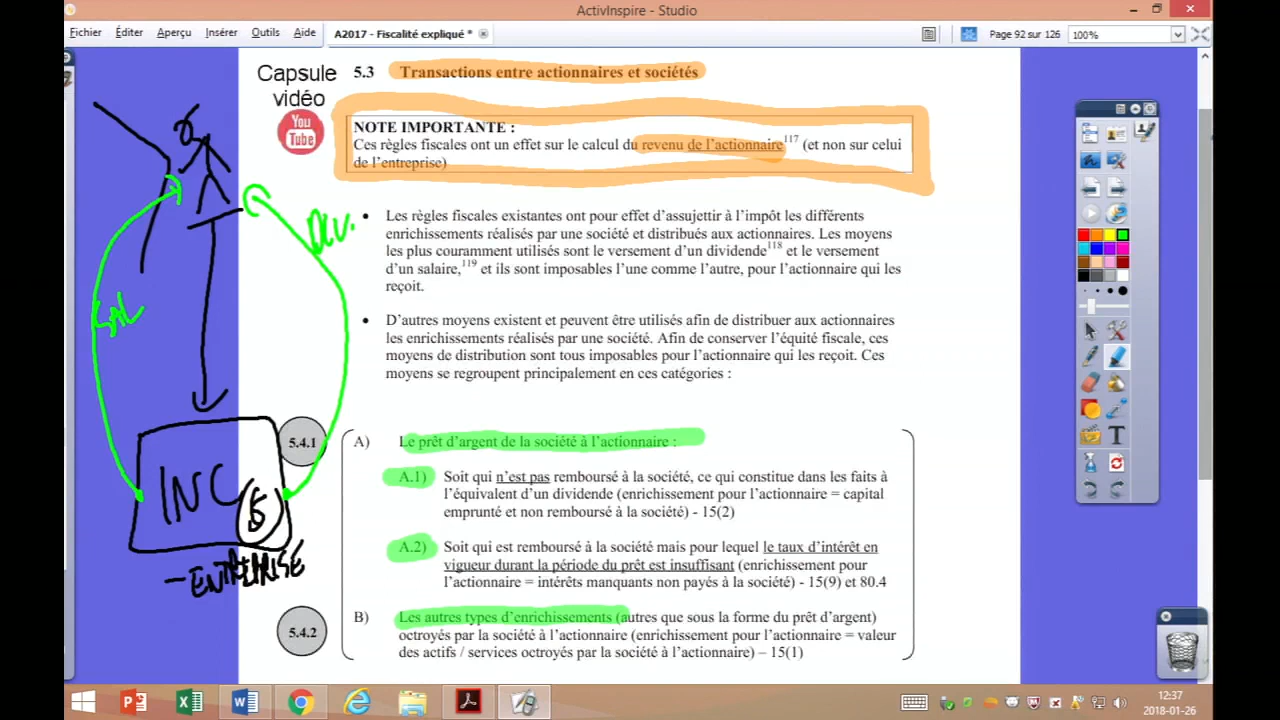 ActivInspire - Studio
Fichier Éditer Aperçu Insérer Outils Aide
A2017 - Fiscalité expliqué *
Page 92 sur 126
100%
Capsule
vidéo
You
Tube
5.3 Transactions entre actionnaires et sociétés
NOTE IMPORTANTE :
Ces règles fiscales ont un effet sur le calcul du revenu de l’actionnaire117 (et non sur celui
de l’entreprise)
• Les règles fiscales existantes ont pour effet d’assujettir à l’impôt les différents
enrichissements réalisés par une société et distribués aux actionnaires. Les moyens
les plus couramment utilisés sont le versement d’un dividende118 et le versement
d’un salaire,119 et ils sont imposables l’une comme l’autre, pour l’actionnaire qui les
reçoit.
• D’autres moyens existent et peuvent être utilisés afin de distribuer aux actionnaires
les enrichissements réalisés par une société. Afin de conserver l’équité fiscale, ces
moyens de distribution sont tous imposables pour l’actionnaire qui les reçoit. Ces
moyens se regroupent principalement en ces catégories :
5.4.1
A) Le prêt d’argent de la société à l’actionnaire :
A.1) Soit qui n’est pas remboursé à la société, ce qui constitue dans les faits à
l’équivalent d’un dividende (enrichissement pour l’actionnaire = capital
emprunté et non remboursé à la société) - 15(2)
A.2) Soit qui est remboursé à la société mais pour lequel le taux d’intérêt en
vigueur durant la période du prêt est insuffisant (enrichissement pour
l’actionnaire = intérêts manquants non payés à la société) - 15(9) et 80.4
5.4.2
B) Les autres types d’enrichissements (autres que sous la forme du prêt d’argent)
octroyés par la société à l’actionnaire (enrichissement pour l’actionnaire = valeur
des actifs / services octroyés par la société à l’actionnaire) – 15(1)
DIV.
SAL
INC
$
- ENTREPRISE
12:37
2018-01-26